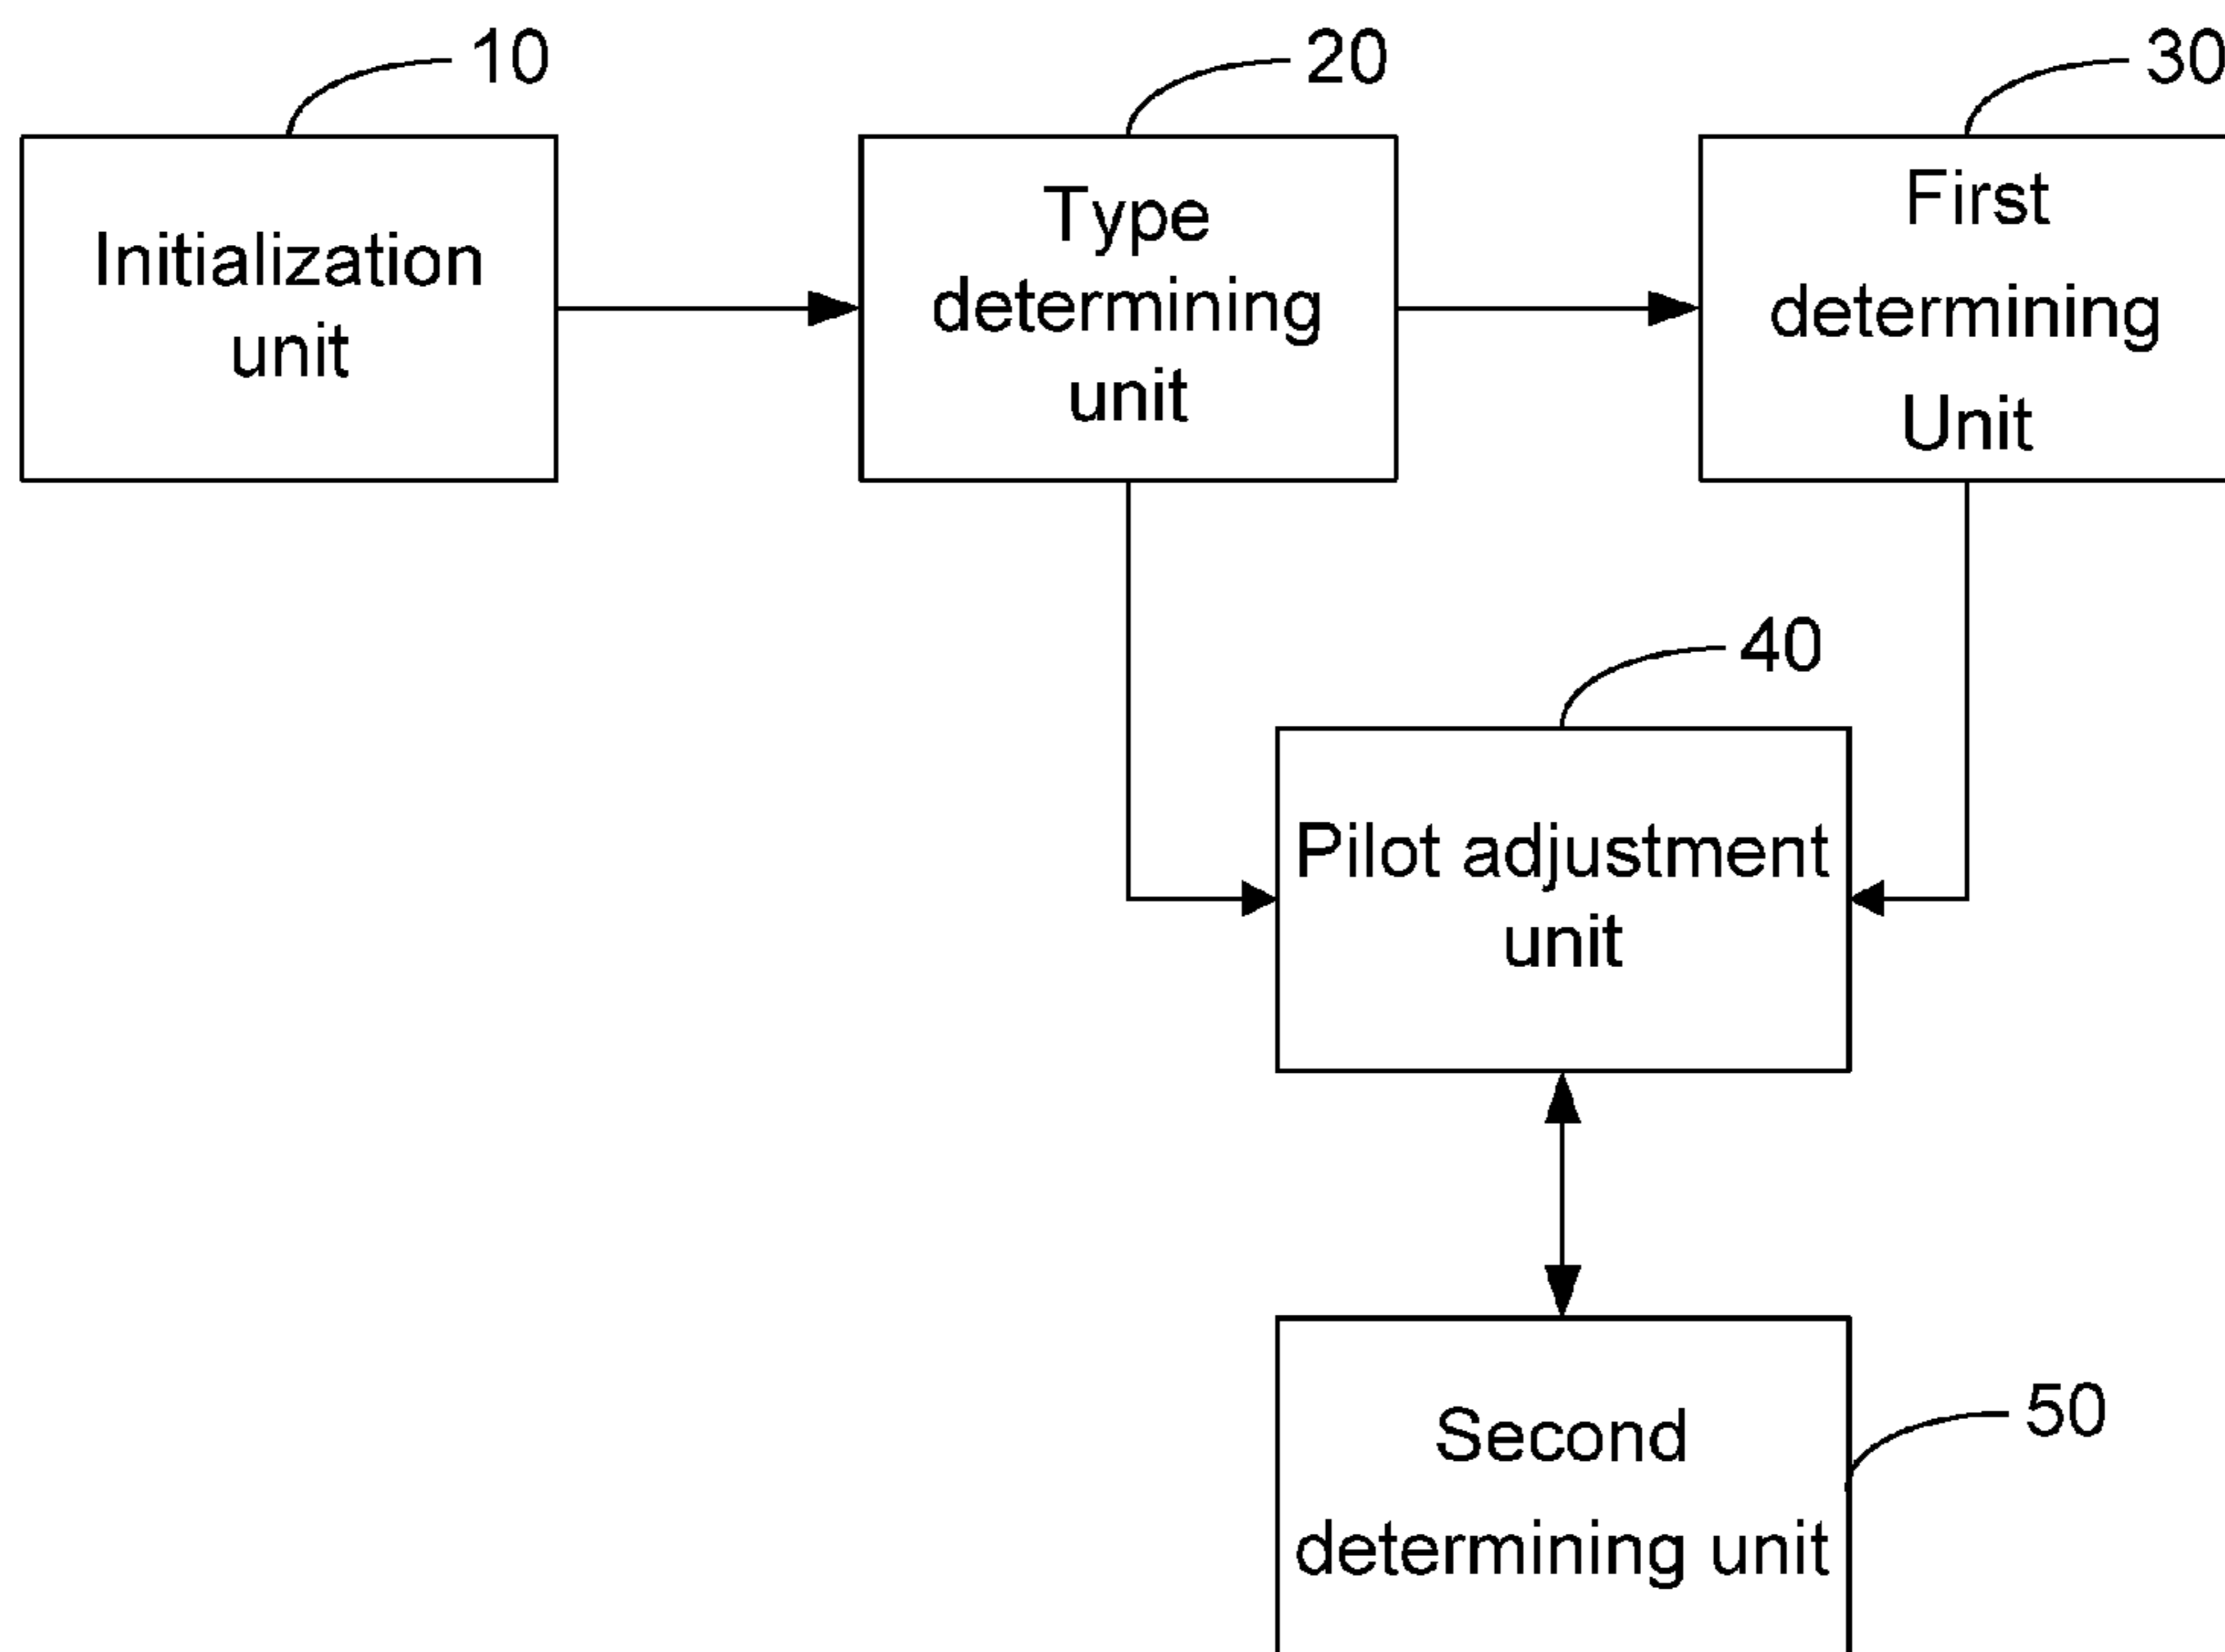 10
20
30
Initialization
unit
Type
determining
unit
First
determining
Unit
40
Pilot adjustment
unit
50
Second
determining unit